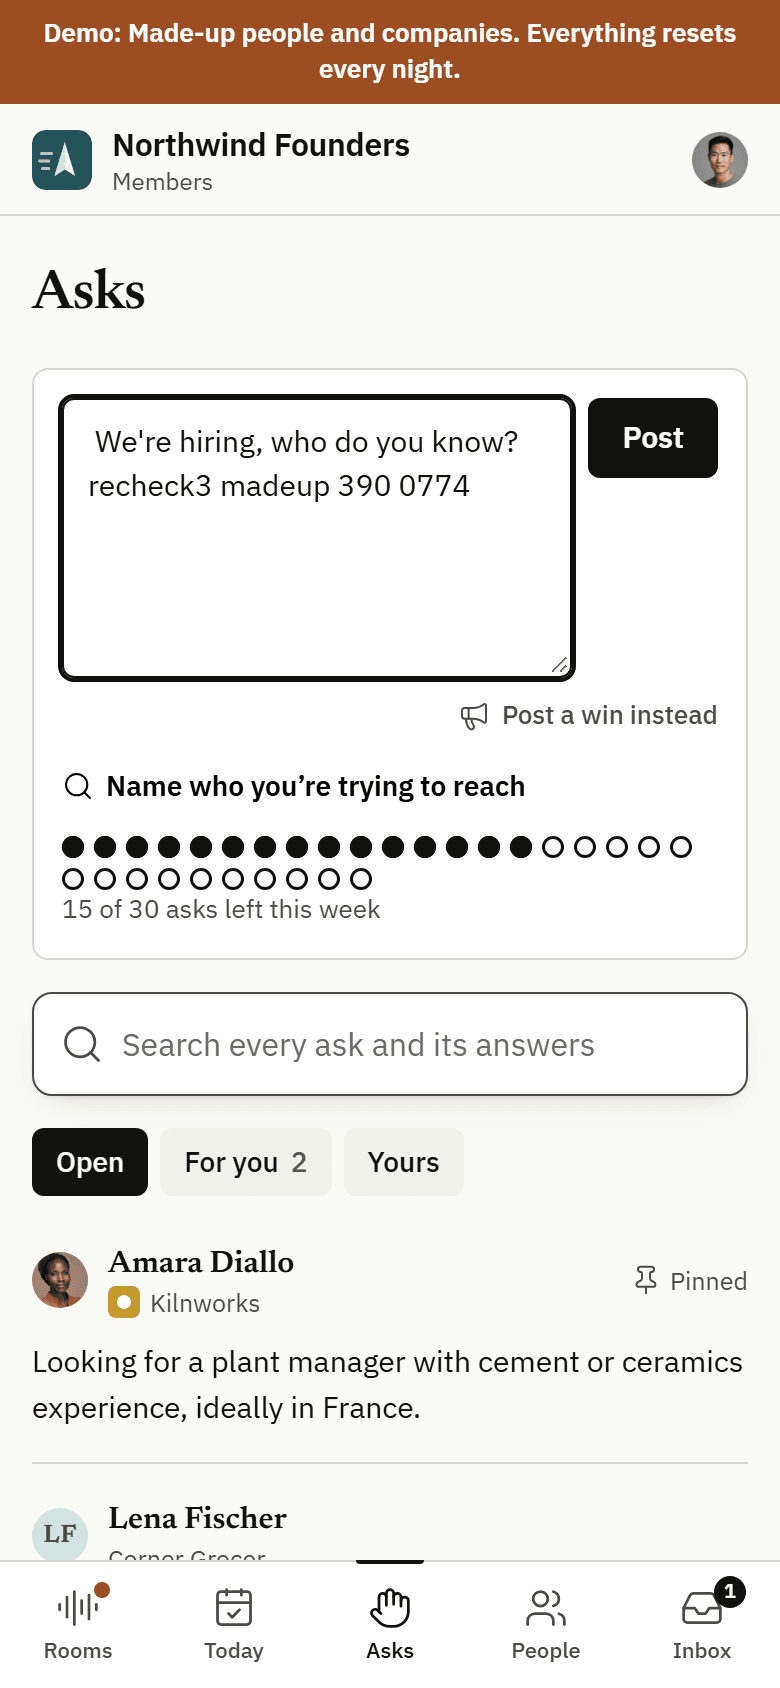 Demo: Made-up people and companies. Everything resets
every night.
Northwind Founders
Members
Asks
We're hiring, who do you know?
recheck3 madeup 390 0774
Post
Post a win instead
Name who you’re trying to reach
15 of 30 asks left this week
Search every ask and its answers
Open
For you 2
Yours
Amara Diallo
Kilnworks
Pinned
Looking for a plant manager with cement or ceramics
experience, ideally in France.
LF
Lena Fischer
Corner Grocer
Rooms
Today
Asks
People
1
Inbox